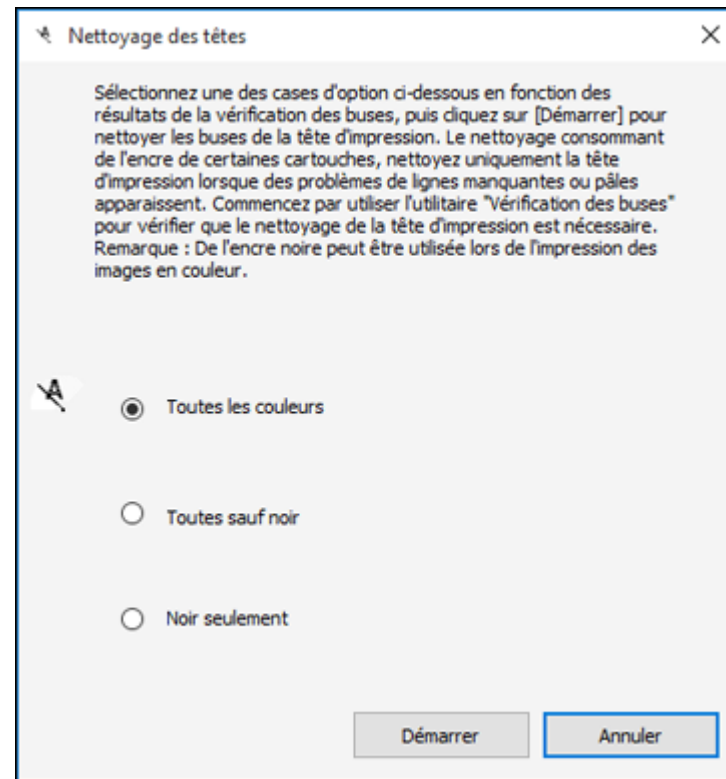 Nettoyage des têtes
Sélectionnez une des cases d'option ci-dessous en fonction des
résultats de la vérification des buses, puis cliquez sur [Démarrer] pour
nettoyer les buses de la tête d'impression. Le nettoyage consommant
de l'encre de certaines cartouches, nettoyez uniquement la tête
d'impression lorsque des problèmes de lignes manquantes ou pâles
apparaissent. Commencez par utiliser l'utilitaire "Vérification des buses"
pour vérifier que le nettoyage de la tête d'impression est nécessaire.
Remarque : De l'encre noire peut être utilisée lors de l'impression des
images en couleur.
Toutes les couleurs
Toutes sauf noir
Noir seulement
Démarrer Annuler